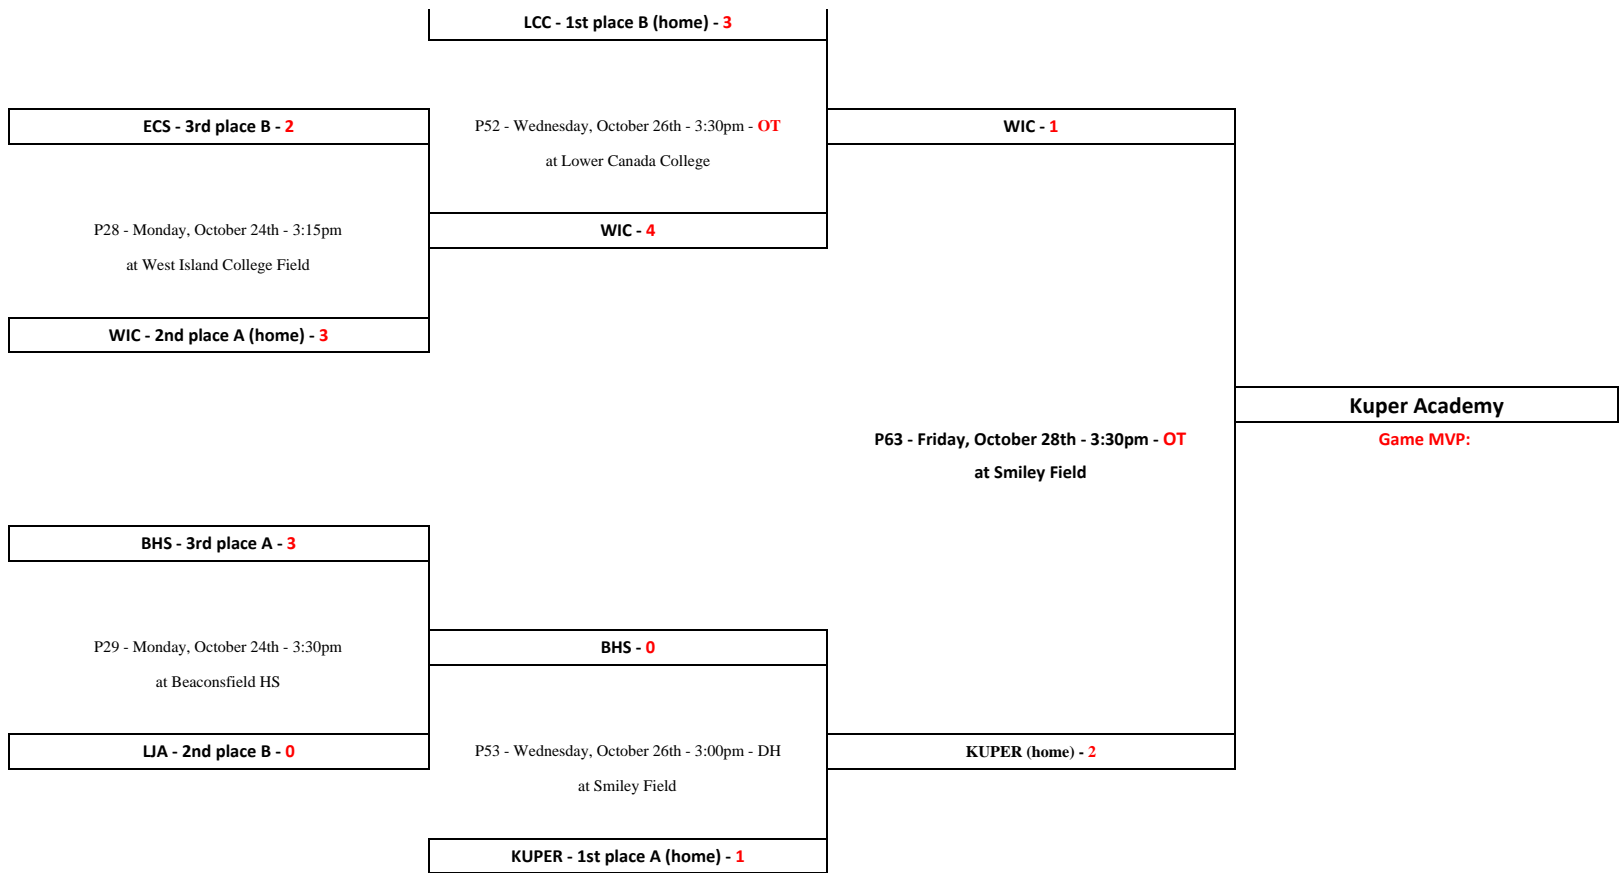 LCC - 1st place B (home) - 3
ECS - 3rd place B - 2
P52 - Wednesday, October 26th - 3:30pm - OT
WIC - 1
at Lower Canada College
P28 - Monday, October 24th - 3:15pm
WIC - 4
at West Island College Field
WIC - 2nd place A (home) - 3
Kuper Academy
P63 - Friday, October 28th - 3:30pm - OT
Game MVP:
at Smiley Field
BHS - 3rd place A - 3
P29 - Monday, October 24th - 3:30pm
BHS - 0
at Beaconsfield HS
LJA - 2nd place B - 0
P53 - Wednesday, October 26th - 3:00pm - DH
KUPER (home) - 2
at Smiley Field
KUPER - 1st place A (home) - 1